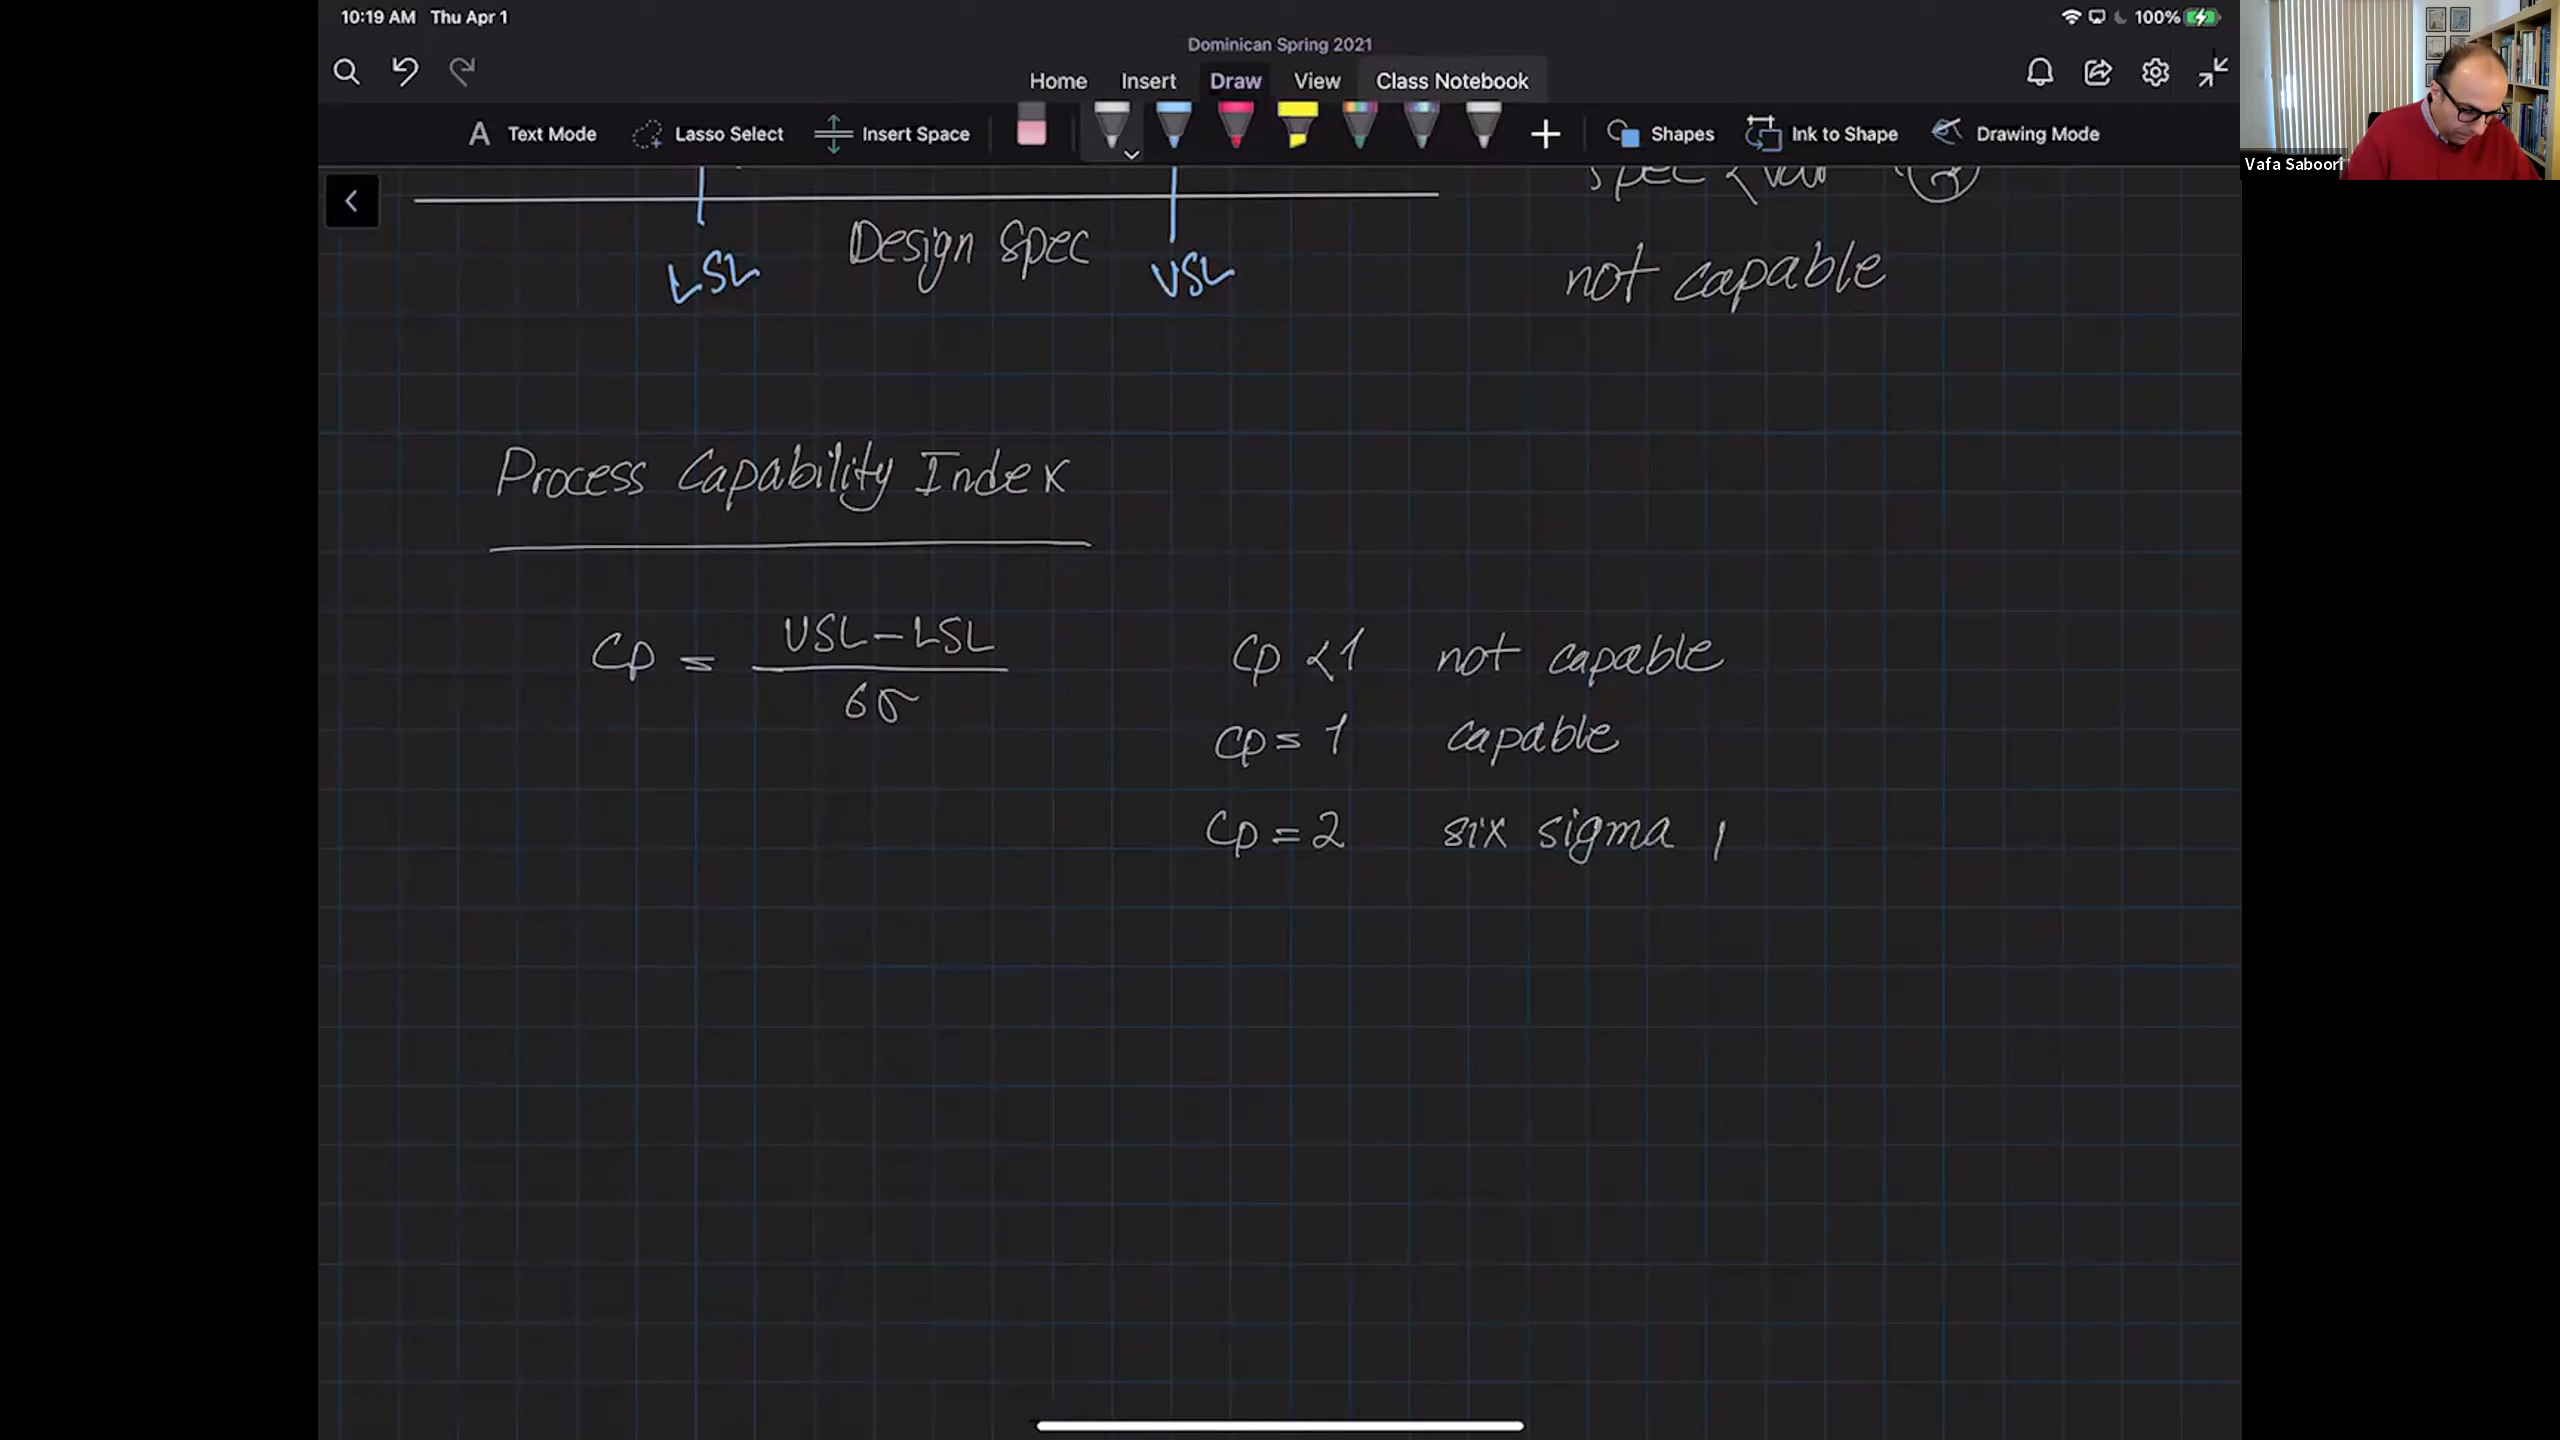 10:19 AM Thu Apr 1
100%
Dominican Spring 2021
Home Insert Draw View Class Notebook
A Text Mode Lasso Select Insert Space Shapes Ink to Shape Drawing Mode
Vafa Saboori
spec < var
Design Spec
LSL
USL
not capable
Process Capability Index
Cp = USL - LSL
6σ
Cp < 1 not capable
Cp = 1 capable
Cp = 2 six sigma